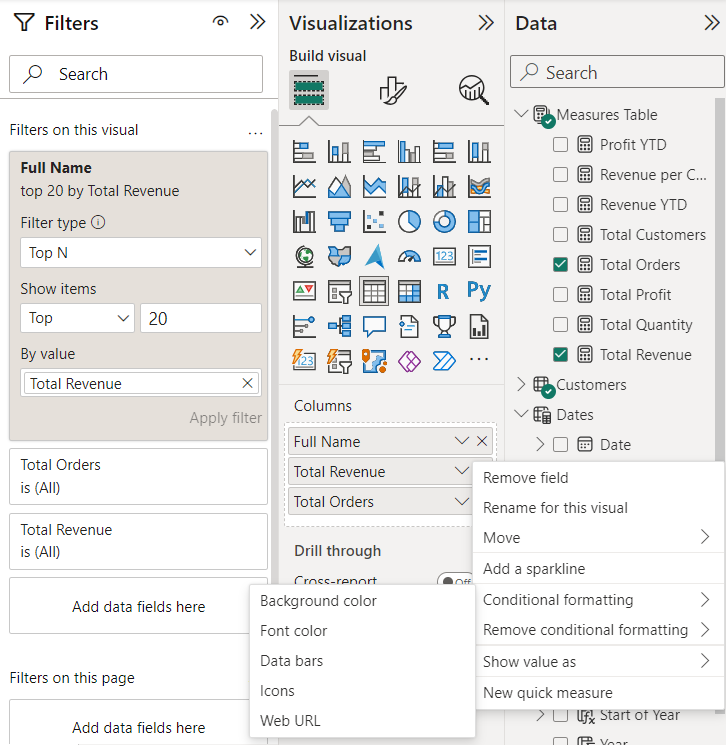 Filters
Search
Filters on this visual
...
Full Name
top 20 by Total Revenue
Filter type
Top N
Show items
Top
20
By value
Total Revenue
Apply filter
Total Orders
is (All)
Total Revenue
is (All)
Add data fields here
Filters on this page
Add data fields here
Visualizations
Build visual
123
R
Py
123
...
Columns
Full Name
Total Revenue
Total Orders
Drill through
Cross-report
Off
Data
Search
Measures Table
Profit YTD
Revenue per C...
Revenue YTD
Total Customers
Total Orders
Total Profit
Total Quantity
Total Revenue
Customers
Dates
Date
Remove field
Rename for this visual
Move
Add a sparkline
Conditional formatting
Remove conditional formatting
Show value as
New quick measure
Background color
Font color
Data bars
Icons
Web URL
Start of Year
Year